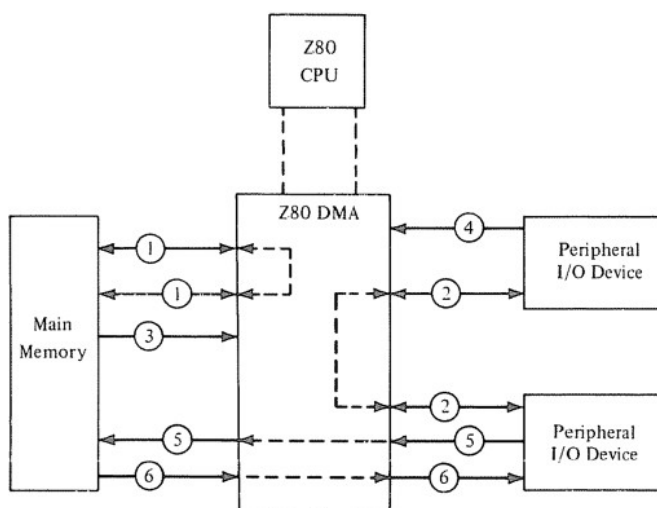 Z80
CPU
Z80 DMA
4
Peripheral
I/O Device
1
1
2
Main
Memory
3
2
5
5
Peripheral
I/O Device
6
6